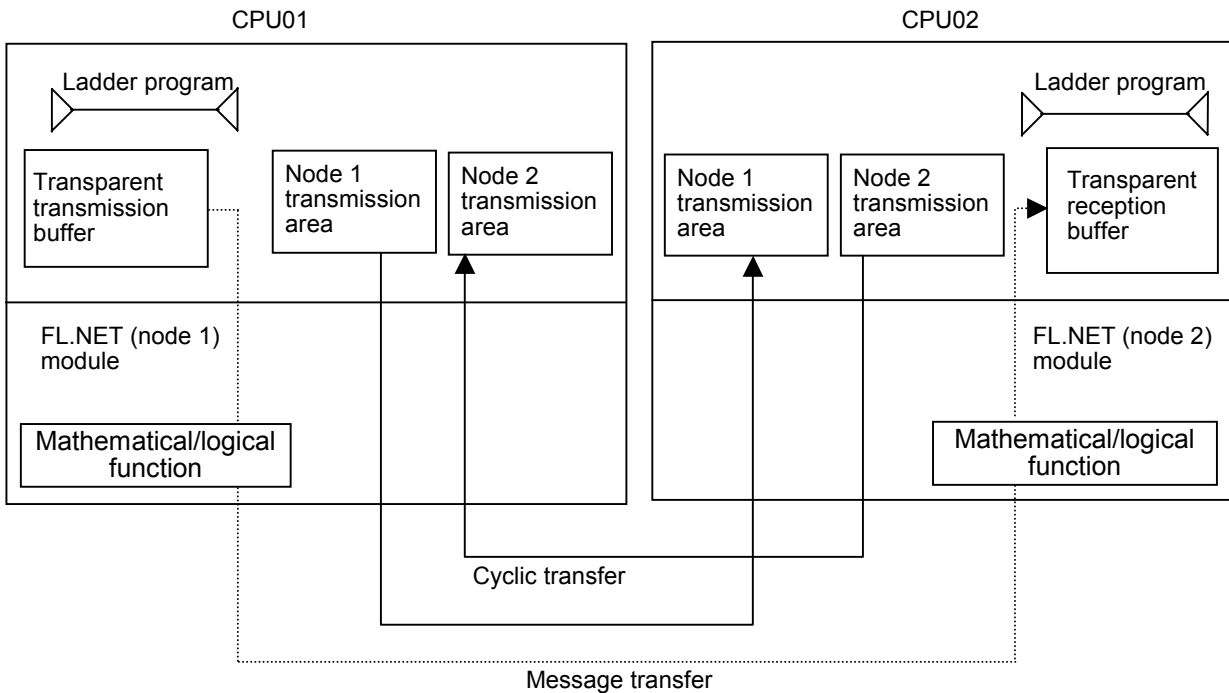 CPU01
CPU02
Ladder program
Transparent
transmission
buffer
Node 1
transmission
area
Node 2
transmission
area
FL.NET (node 1)
module
Mathematical/logical
function
Ladder program
Node 1
transmission
area
Node 2
transmission
area
Transparent
reception
buffer
FL.NET (node 2)
module
Mathematical/logical
function
Cyclic transfer
Message transfer